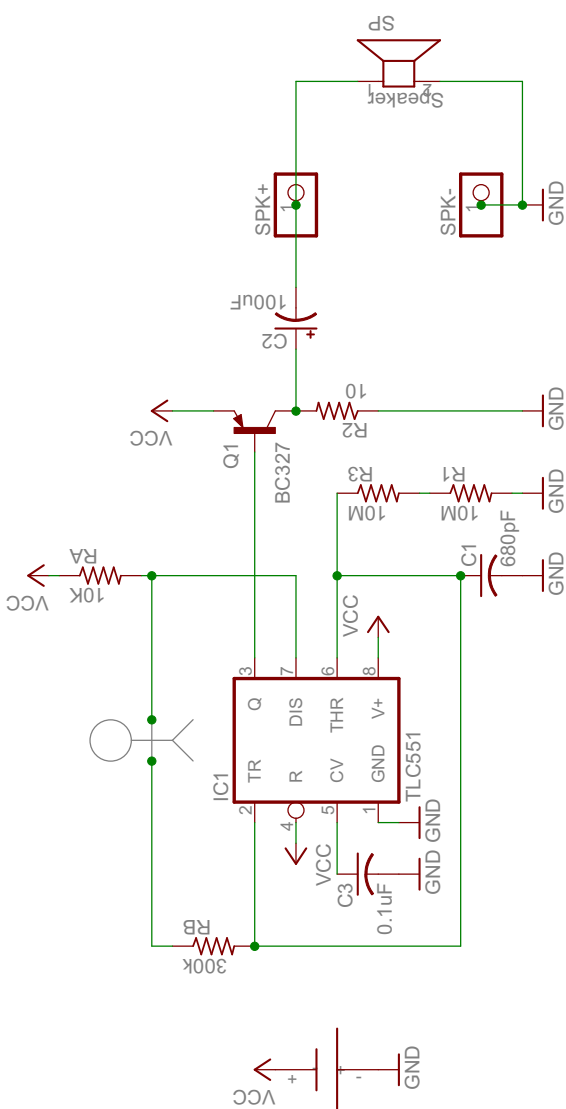 SP
Speaker
1
2
SPK+
1
SPK-
1
GND
100uF
C2
+
VCC
Q1
BC327
R2
10
GND
R3
10M
R1
10M
GND
C1
680pF
GND
RA
10K
VCC
VCC
IC1
TLC551
3
7
6
8
Q
DIS
THR
V+
TR
R
CV
GND
2
4
5
1
VCC
C3
0.1uF
GND
GND
RB
300k
VCC
+
-
GND